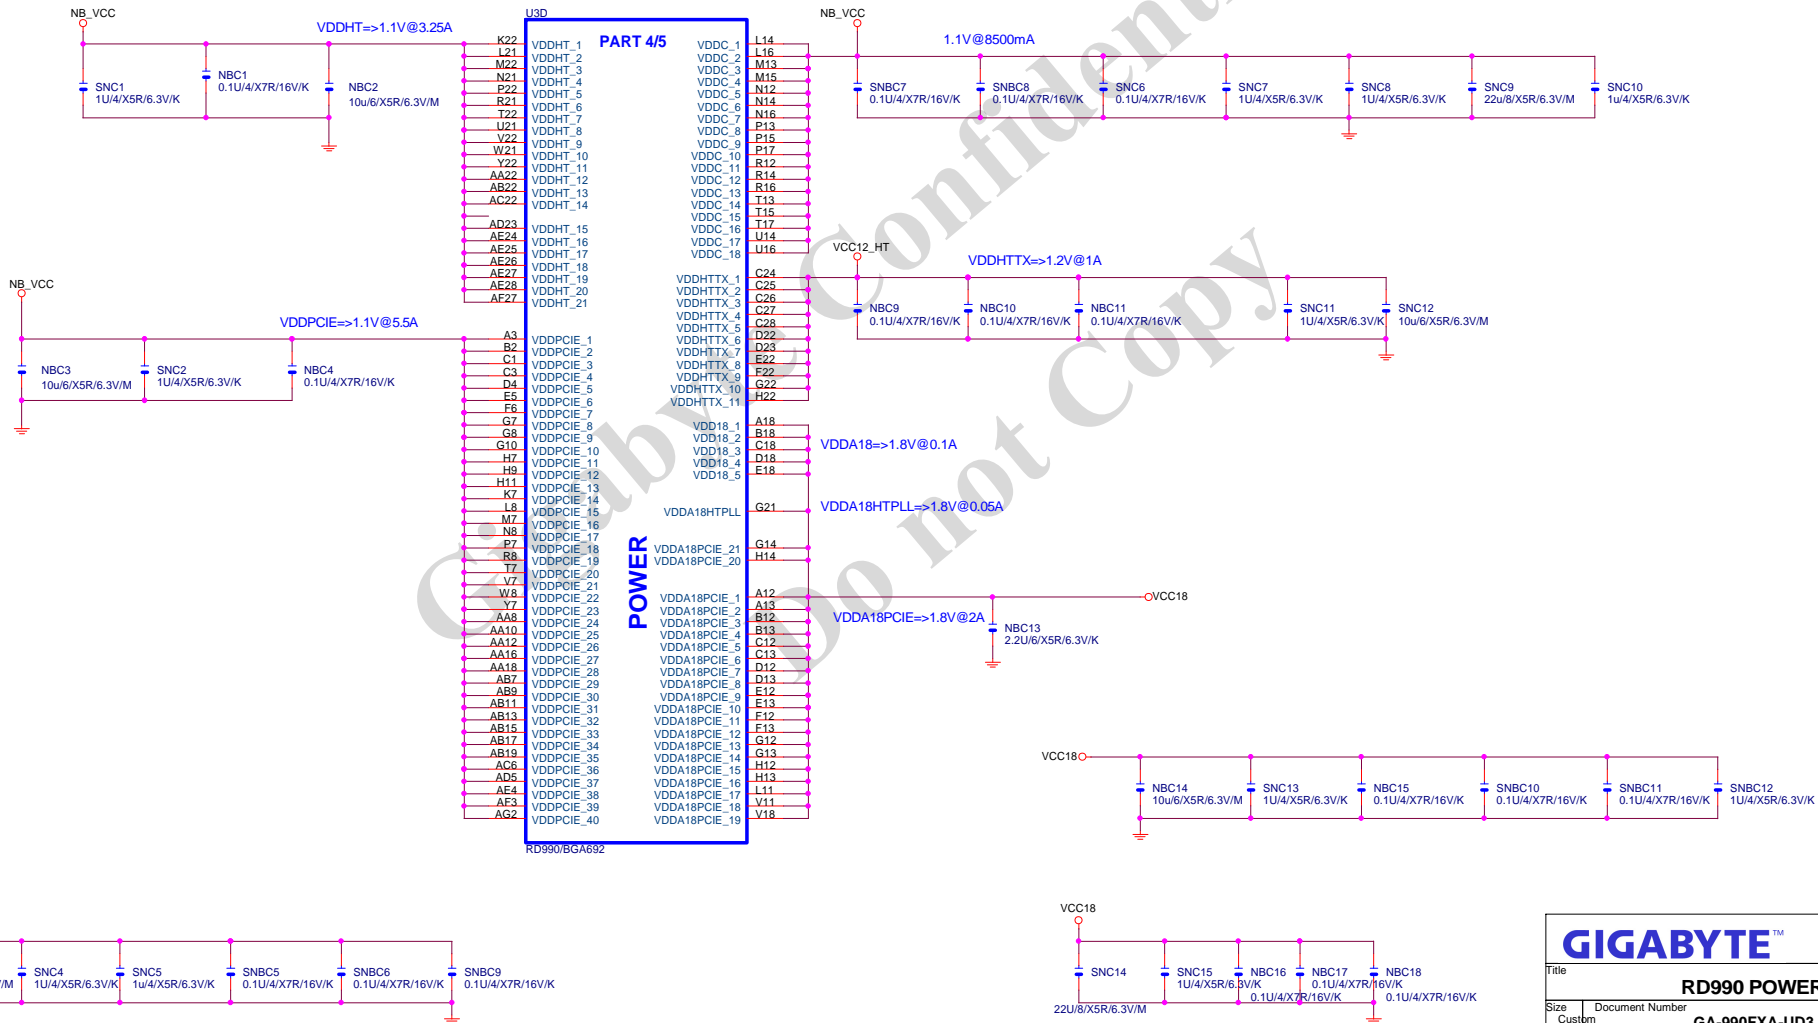 NB_VCC
VDDHT=>1.1V@3.25A
SNC1
1U/4/X5R/6.3V/K
NBC1
0.1U/4/X7R/16V/K
NBC2
10u/6/X5R/6.3V/M
NB_VCC
VDDPCIE=>1.1V@5.5A
NBC3
10u/6/X5R/6.3V/M
SNC2
1U/4/X5R/6.3V/K
NBC4
0.1U/4/X7R/16V/K
U3D
PART 4/5
POWER
K22 VDDHT_1
L21 VDDHT_2
M22 VDDHT_3
N21 VDDHT_4
P22 VDDHT_5
R21 VDDHT_6
T22 VDDHT_7
U21 VDDHT_8
V22 VDDHT_9
W21 VDDHT_10
Y22 VDDHT_11
AA22 VDDHT_12
AB22 VDDHT_13
AC22 VDDHT_14
AD23 VDDHT_15
AE24 VDDHT_16
AE25 VDDHT_17
AE26 VDDHT_18
AE27 VDDHT_19
AE28 VDDHT_20
AF27 VDDHT_21
A3 VDDPCIE_1
B2 VDDPCIE_2
C1 VDDPCIE_3
C3 VDDPCIE_4
D4 VDDPCIE_5
E5 VDDPCIE_6
F6 VDDPCIE_7
G7 VDDPCIE_8
G8 VDDPCIE_9
G10 VDDPCIE_10
H7 VDDPCIE_11
H9 VDDPCIE_12
H11 VDDPCIE_13
K7 VDDPCIE_14
L8 VDDPCIE_15
M7 VDDPCIE_16
N8 VDDPCIE_17
P7 VDDPCIE_18
R8 VDDPCIE_19
T7 VDDPCIE_20
V7 VDDPCIE_21
W8 VDDPCIE_22
Y7 VDDPCIE_23
AA8 VDDPCIE_24
AA10 VDDPCIE_25
AA12 VDDPCIE_26
AA16 VDDPCIE_27
AA18 VDDPCIE_28
AB7 VDDPCIE_29
AB9 VDDPCIE_30
AB11 VDDPCIE_31
AB13 VDDPCIE_32
AB15 VDDPCIE_33
AB17 VDDPCIE_34
AB19 VDDPCIE_35
AC6 VDDPCIE_36
AD5 VDDPCIE_37
AE4 VDDPCIE_38
AF3 VDDPCIE_39
AG2 VDDPCIE_40
RD990/BGA692
VDDC_1 L14
VDDC_2 L16
VDDC_3 M13
VDDC_4 M15
VDDC_5 N12
VDDC_6 N14
VDDC_7 N16
VDDC_8 P13
VDDC_9 P15
VDDC_10 P17
VDDC_11 R12
VDDC_12 R14
VDDC_13 R16
VDDC_14 T13
VDDC_15 T15
VDDC_16 T17
VDDC_17 U14
VDDC_18 U16
VDDHTTX_1 C24
VDDHTTX_2 C25
VDDHTTX_3 C26
VDDHTTX_4 C27
VDDHTTX_5 C28
VDDHTTX_6 D22
VDDHTTX_7 D23
VDDHTTX_8 E22
VDDHTTX_9 F22
VDDHTTX_10 G22
VDDHTTX_11 H22
VDD18_1 A18
VDD18_2 B18
VDD18_3 C18
VDD18_4 D18
VDD18_5 E18
VDDA18HTPLL G21
VDDA18PCIE_21 G14
VDDA18PCIE_20 H14
VDDA18PCIE_1 A12
VDDA18PCIE_2 A13
VDDA18PCIE_3 B12
VDDA18PCIE_4 B13
VDDA18PCIE_5 C12
VDDA18PCIE_6 C13
VDDA18PCIE_7 D12
VDDA18PCIE_8 D13
VDDA18PCIE_9 E12
VDDA18PCIE_10 E13
VDDA18PCIE_11 F12
VDDA18PCIE_12 F13
VDDA18PCIE_13 G12
VDDA18PCIE_14 G13
VDDA18PCIE_15 H12
VDDA18PCIE_16 H13
VDDA18PCIE_17 L11
VDDA18PCIE_18 V11
VDDA18PCIE_19 V18
NB_VCC
1.1V@8500mA
SNBC7
0.1U/4/X7R/16V/K
SNBC8
0.1U/4/X7R/16V/K
SNC6
0.1U/4/X7R/16V/K
SNC7
1U/4/X5R/6.3V/K
SNC8
1U/4/X5R/6.3V/K
SNC9
22u/8/X5R/6.3V/M
SNC10
1u/4/X5R/6.3V/K
VCC12_HT
VDDHTTX=>1.2V@1A
NBC9
0.1U/4/X7R/16V/K
NBC10
0.1U/4/X7R/16V/K
NBC11
0.1U/4/X7R/16V/K
SNC11
1U/4/X5R/6.3V/K
SNC12
10u/6/X5R/6.3V/M
VDDA18=>1.8V@0.1A
VDDA18HTPLL=>1.8V@0.05A
VCC18
VDDA18PCIE=>1.8V@2A
NBC13
2.2U/6/X5R/6.3V/K
VCC18
NBC14
10u/6/X5R/6.3V/M
SNC13
1U/4/X5R/6.3V/K
NBC15
0.1U/4/X7R/16V/K
SNBC10
0.1U/4/X7R/16V/K
SNBC11
0.1U/4/X7R/16V/K
SNBC12
1U/4/X5R/6.3V/K
/M
SNC4
1U/4/X5R/6.3V/K
SNC5
1u/4/X5R/6.3V/K
SNBC5
0.1U/4/X7R/16V/K
SNBC6
0.1U/4/X7R/16V/K
SNBC9
0.1U/4/X7R/16V/K
VCC18
SNC14
22U/8/X5R/6.3V/M
SNC15
1U/4/X5R/6.3V/K
NBC16
0.1U/4/X7R/16V/K
NBC17
0.1U/4/X7R/16V/K
NBC18
0.1U/4/X7R/16V/K
Gigabyte Confidenti
Do not Copy
GIGABYTE™
Title
RD990 POWER
Size
Custom
Document Number
GA-990FXA-UD3